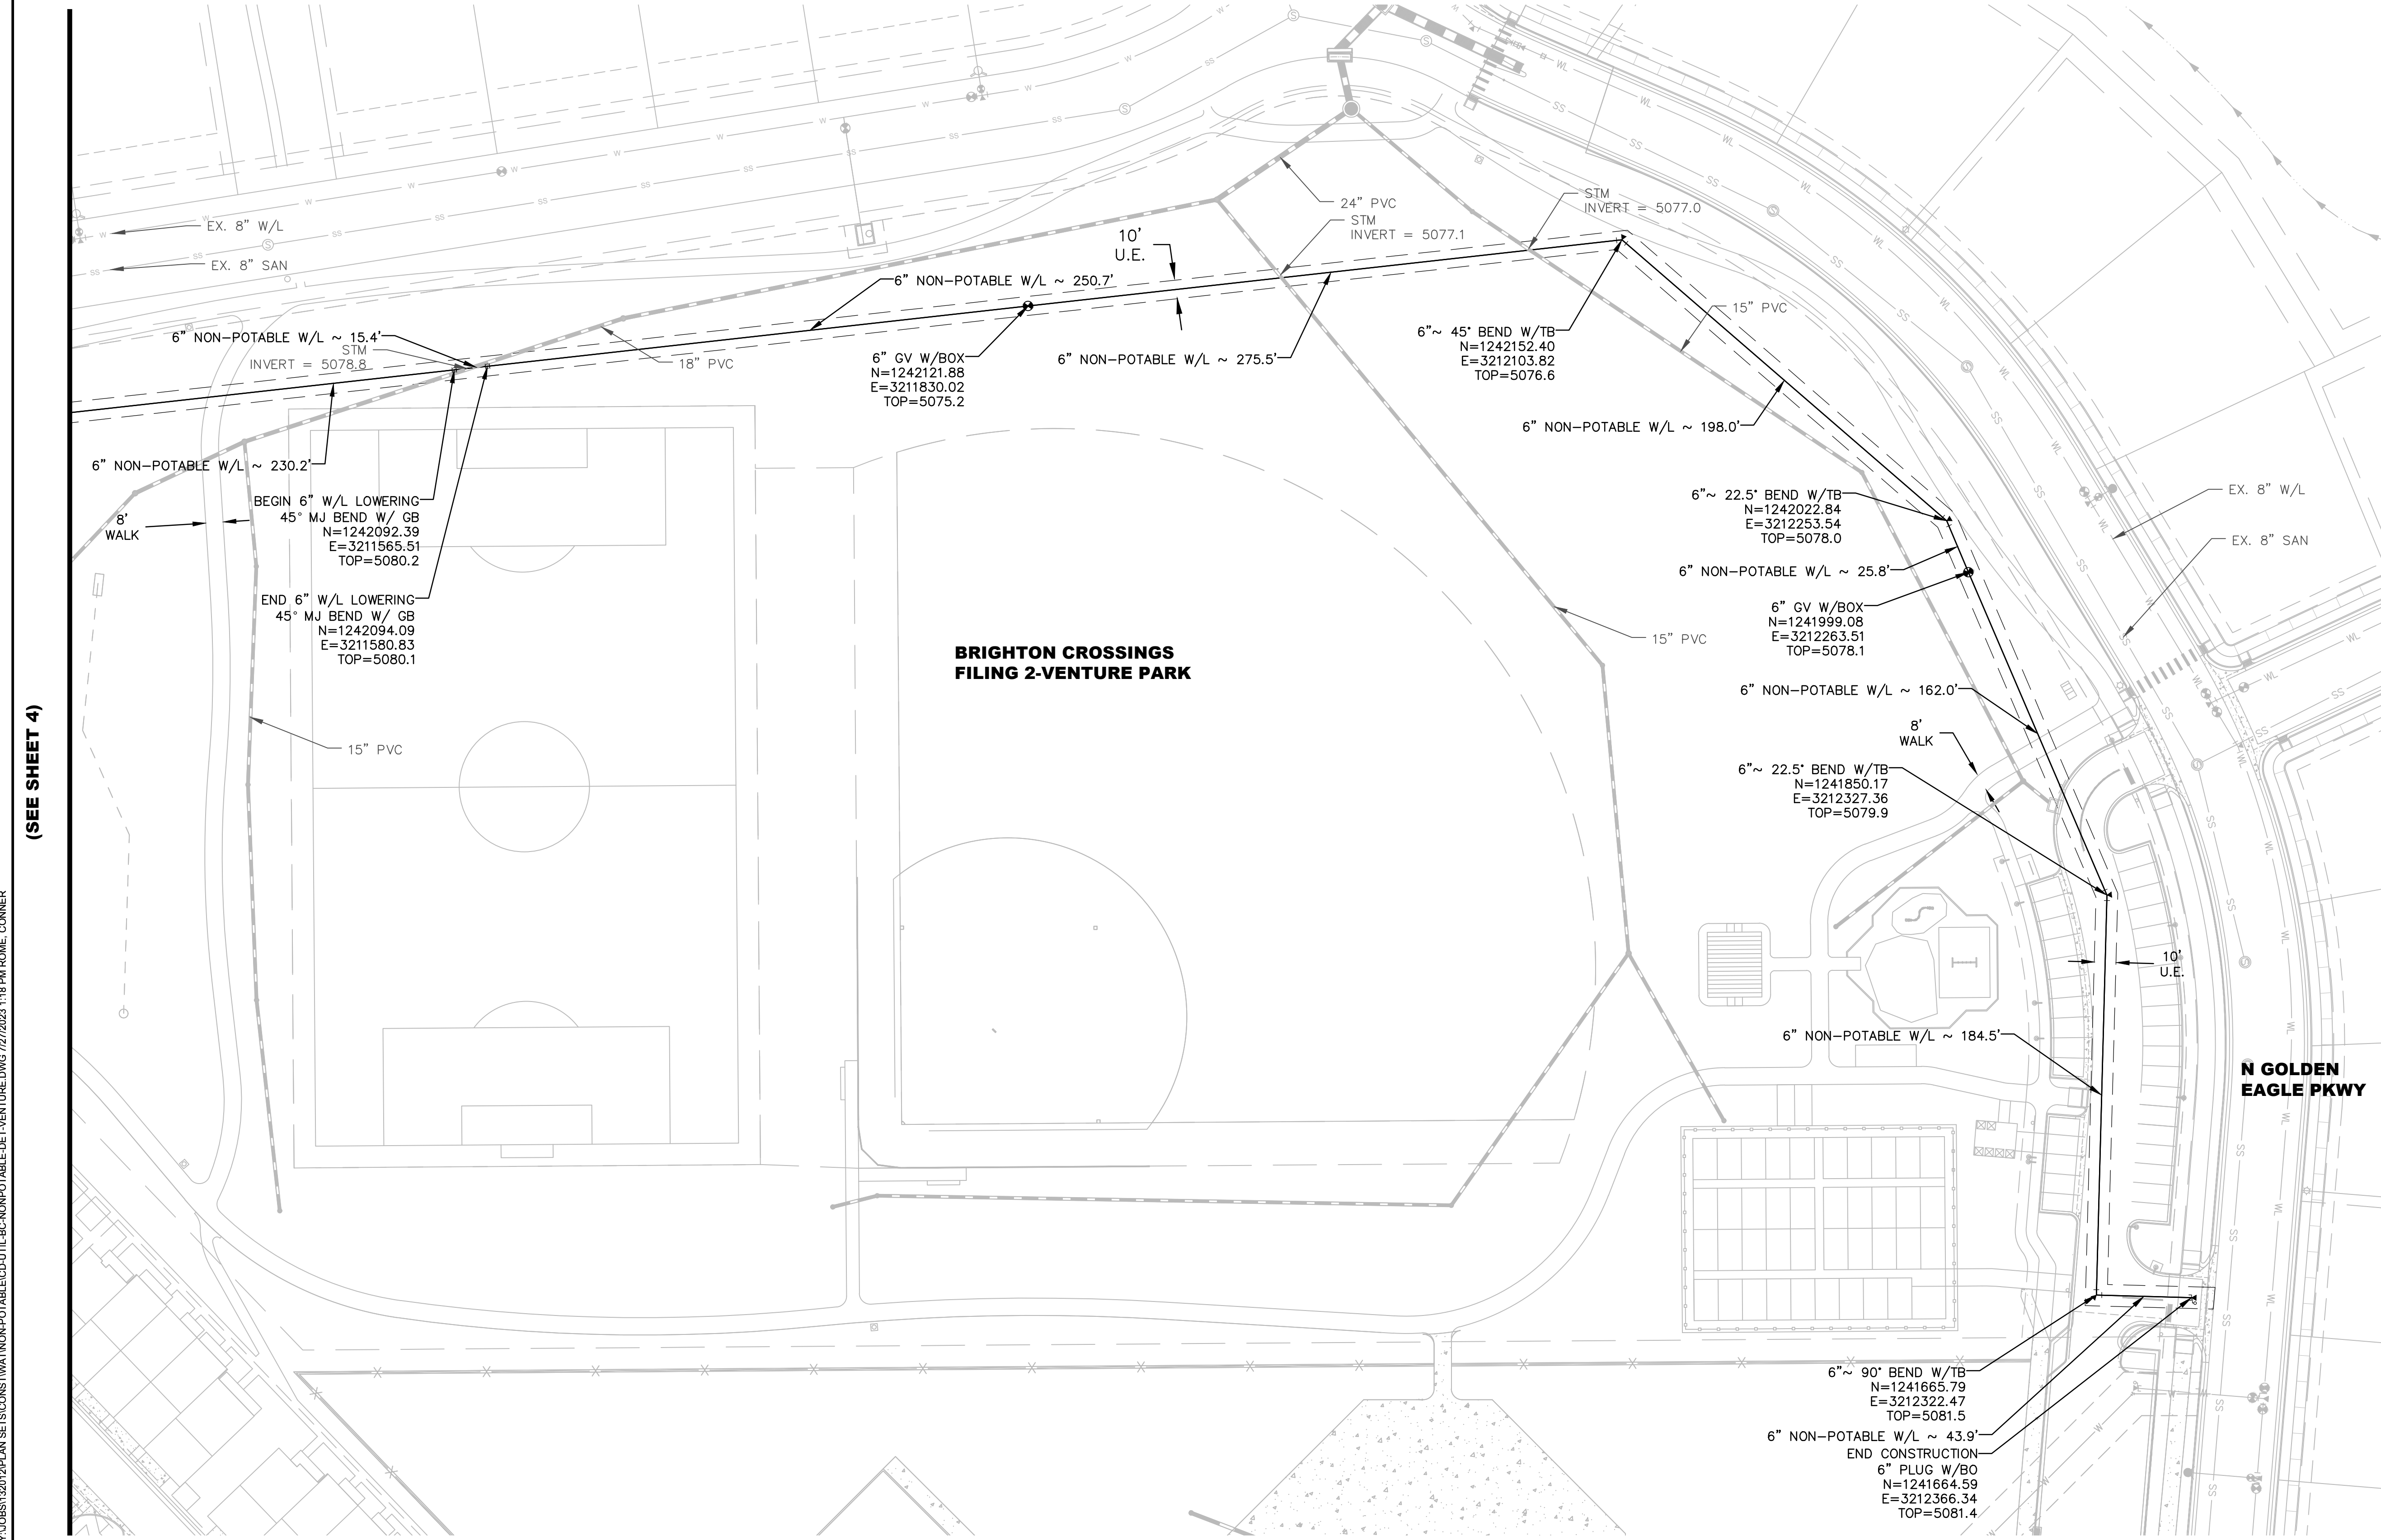 EX. 8" W/L
EX. 8" SAN
24" PVC
STM
INVERT = 5077.1
STM
INVERT = 5077.0
10'
U.E.
6" NON-POTABLE W/L ~ 250.7'
6" NON-POTABLE W/L ~ 15.4'
STM
INVERT = 5078.8
18" PVC
6" GV W/BOX
N=1242121.88
E=3211830.02
TOP=5075.2
6" NON-POTABLE W/L ~ 275.5'
6"~ 45° BEND W/TB
N=1242152.40
E=3212103.82
TOP=5076.6
15" PVC
6" NON-POTABLE W/L ~ 198.0'
6" NON-POTABLE W/L ~ 230.2'
BEGIN 6" W/L LOWERING
45° MJ BEND W/ GB
N=1242092.39
E=3211565.51
TOP=5080.2
8'
WALK
END 6" W/L LOWERING
45° MJ BEND W/ GB
N=1242094.09
E=3211580.83
TOP=5080.1
6"~ 22.5° BEND W/TB
N=1242022.84
E=3212253.54
TOP=5078.0
EX. 8" W/L
EX. 8" SAN
6" NON-POTABLE W/L ~ 25.8'
6" GV W/BOX
N=1241999.08
E=3212263.51
TOP=5078.1
15" PVC
BRIGHTON CROSSINGS
FILING 2-VENTURE PARK
6" NON-POTABLE W/L ~ 162.0'
8'
WALK
15" PVC
(SEE SHEET 4)
6"~ 22.5° BEND W/TB
N=1241850.17
E=3212327.36
TOP=5079.9
10'
U.E.
6" NON-POTABLE W/L ~ 184.5'
N GOLDEN
EAGLE PKWY
6"~ 90° BEND W/TB
N=1241665.79
E=3212322.47
TOP=5081.5
6" NON-POTABLE W/L ~ 43.9'
END CONSTRUCTION
6" PLUG W/BO
N=1241664.59
E=3212366.34
TOP=5081.4